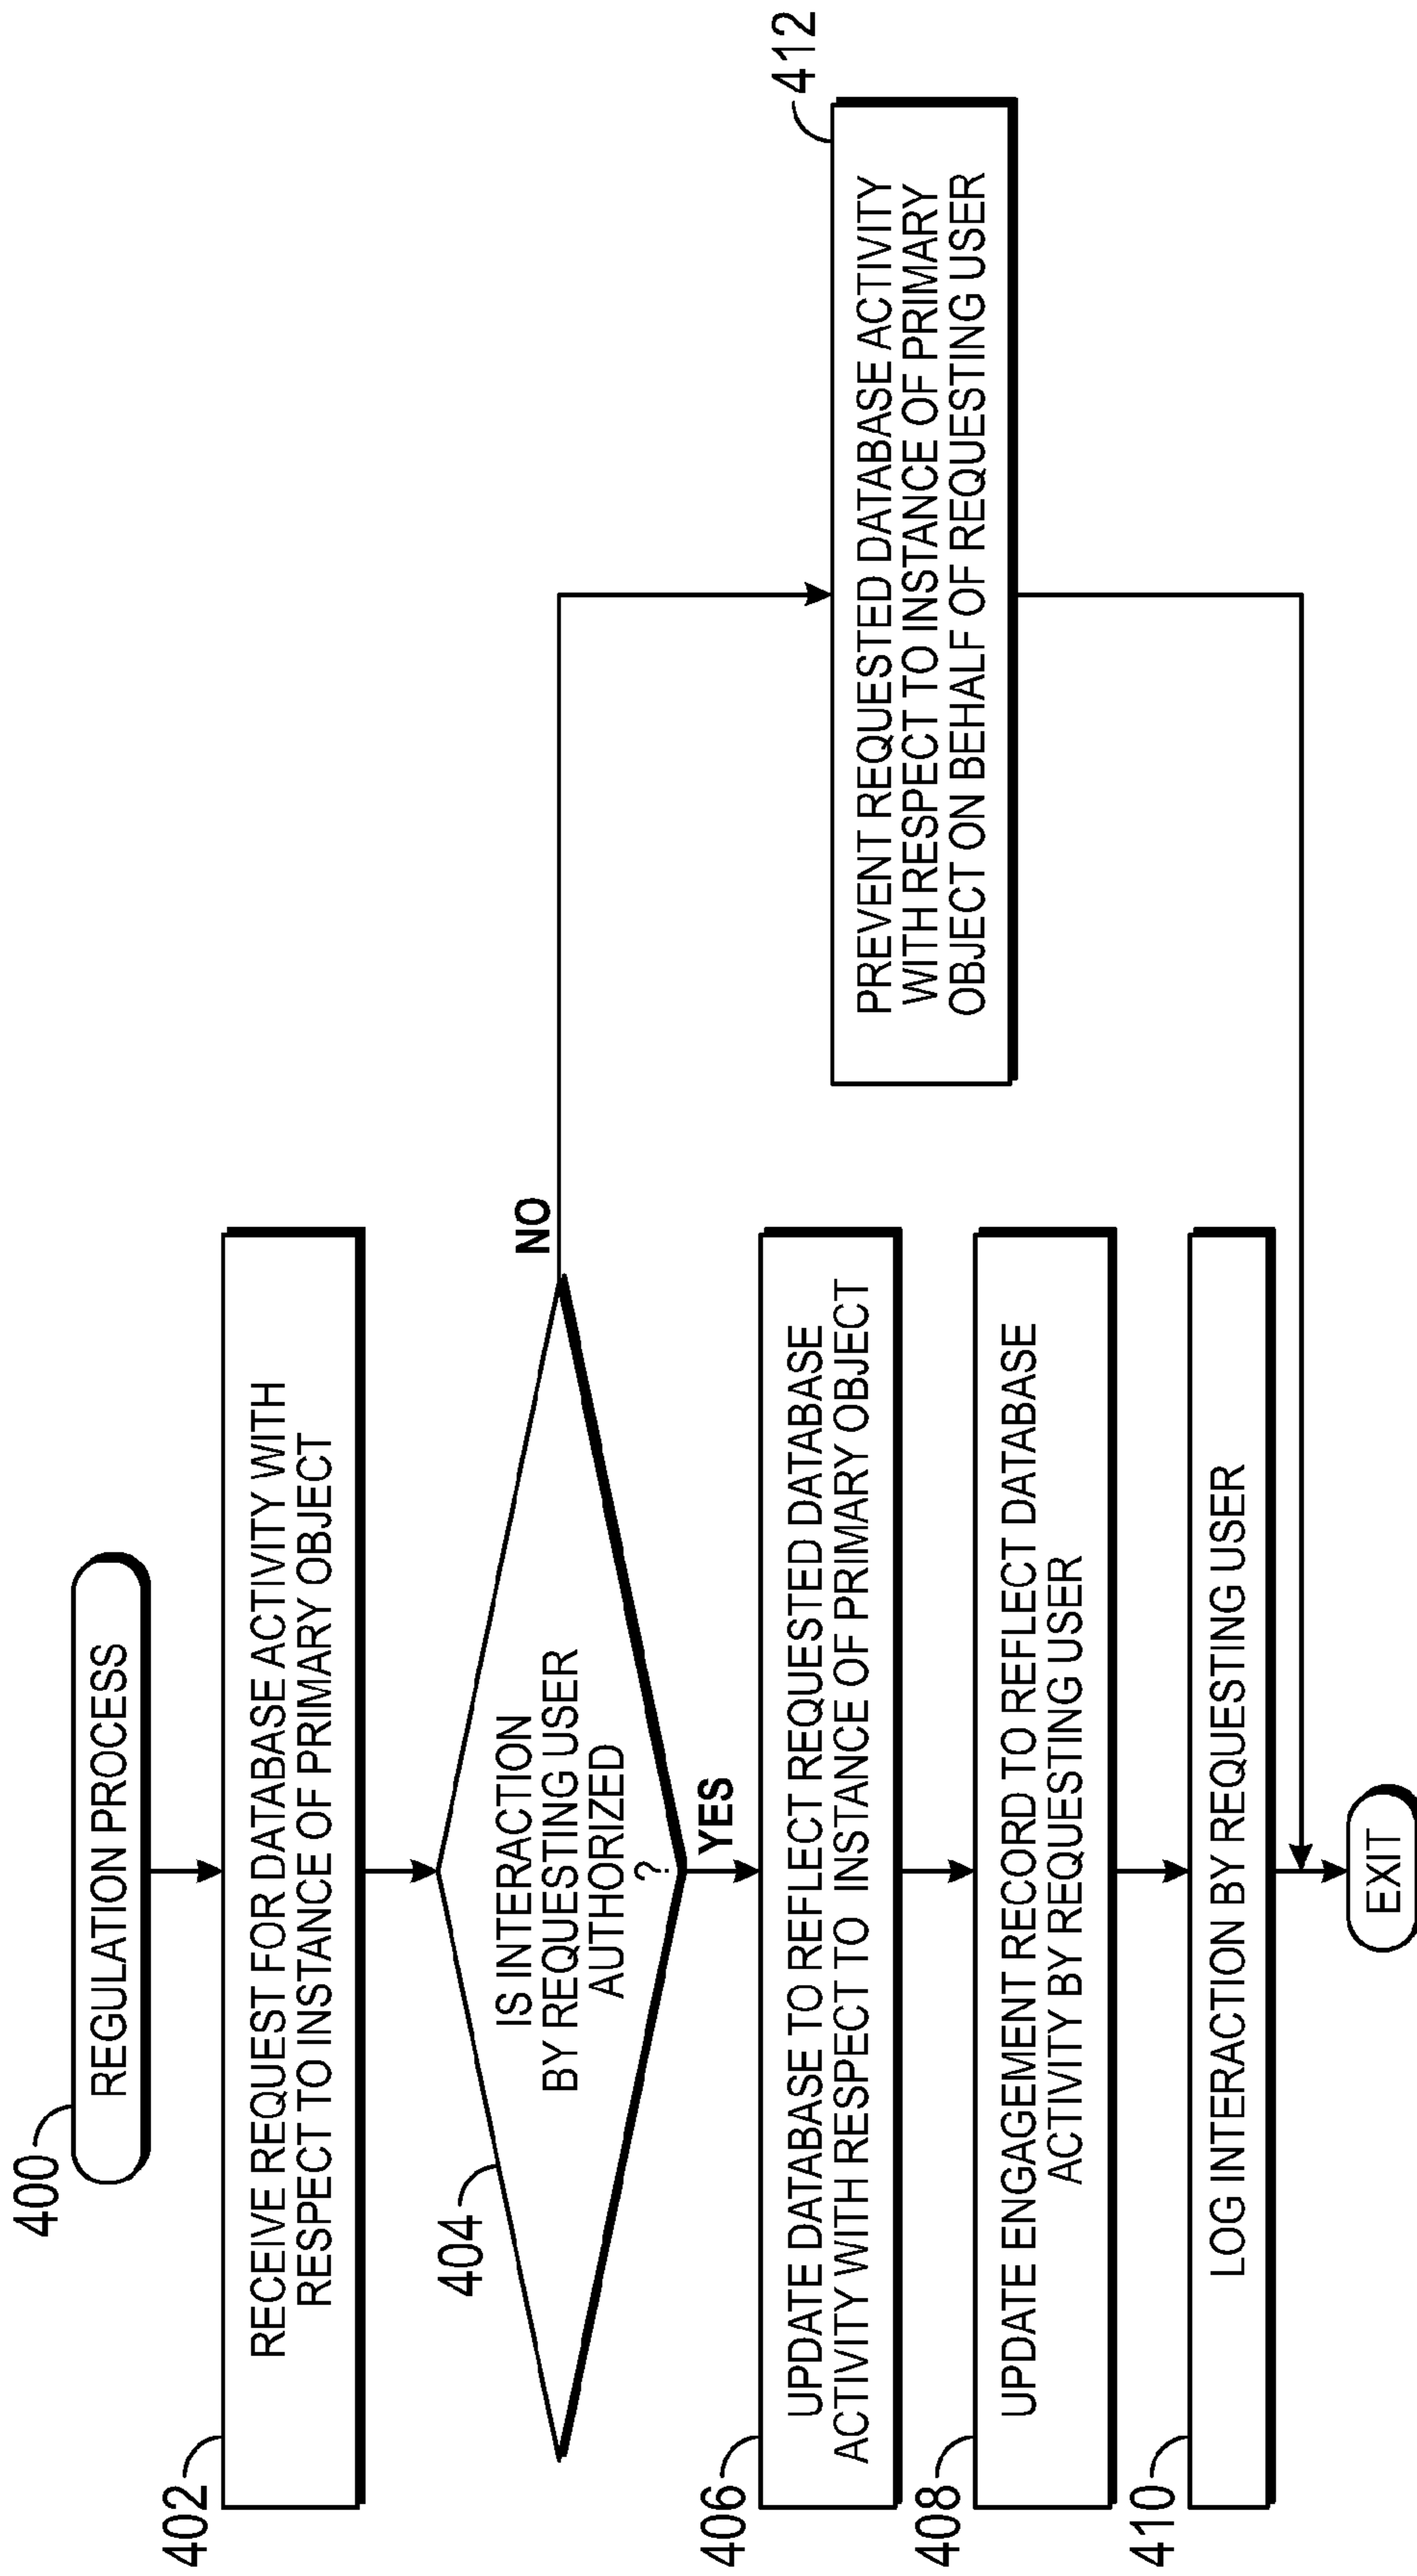 400
REGULATION PROCESS
402
RECEIVE REQUEST FOR DATABASE ACTIVITY WITH
RESPECT TO INSTANCE OF PRIMARY OBJECT
404
IS INTERACTION
BY REQUESTING USER
AUTHORIZED
?
NO
YES
406
UPDATE DATABASE TO REFLECT REQUESTED DATABASE
ACTIVITY WITH RESPECT TO INSTANCE OF PRIMARY OBJECT
408
UPDATE ENGAGEMENT RECORD TO REFLECT DATABASE
ACTIVITY BY REQUESTING USER
410
LOG INTERACTION BY REQUESTING USER
412
PREVENT REQUESTED DATABASE ACTIVITY
WITH RESPECT TO INSTANCE OF PRIMARY
OBJECT ON BEHALF OF REQUESTING USER
EXIT